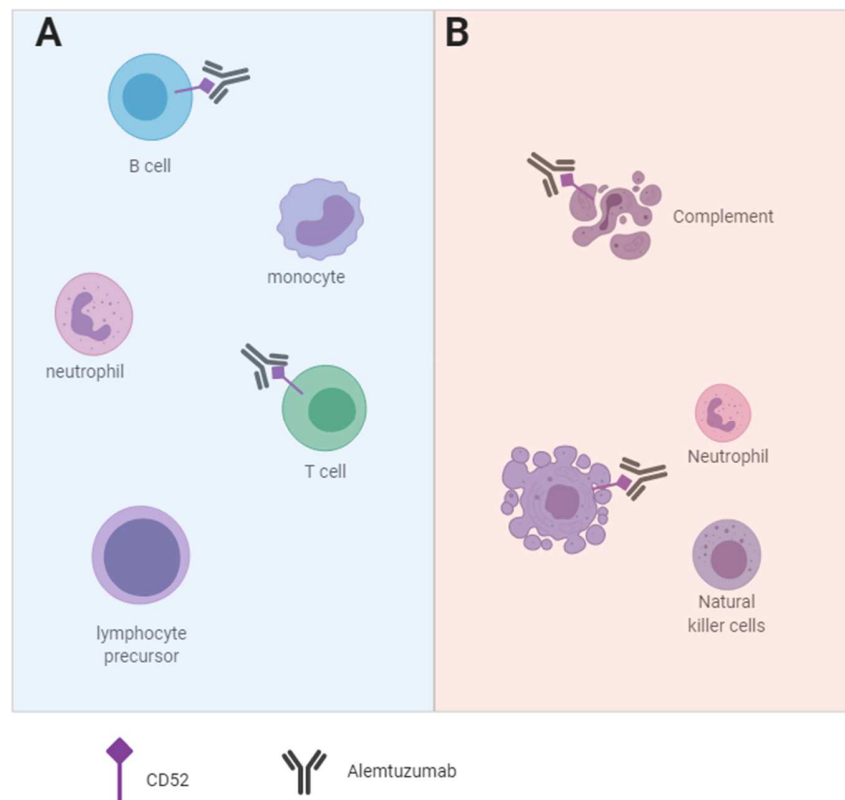 A
B cell
monocyte
neutrophil
T cell
lymphocyte
precursor
B
Complement
Neutrophil
Natural
killer cells
CD52
Alemtuzumab